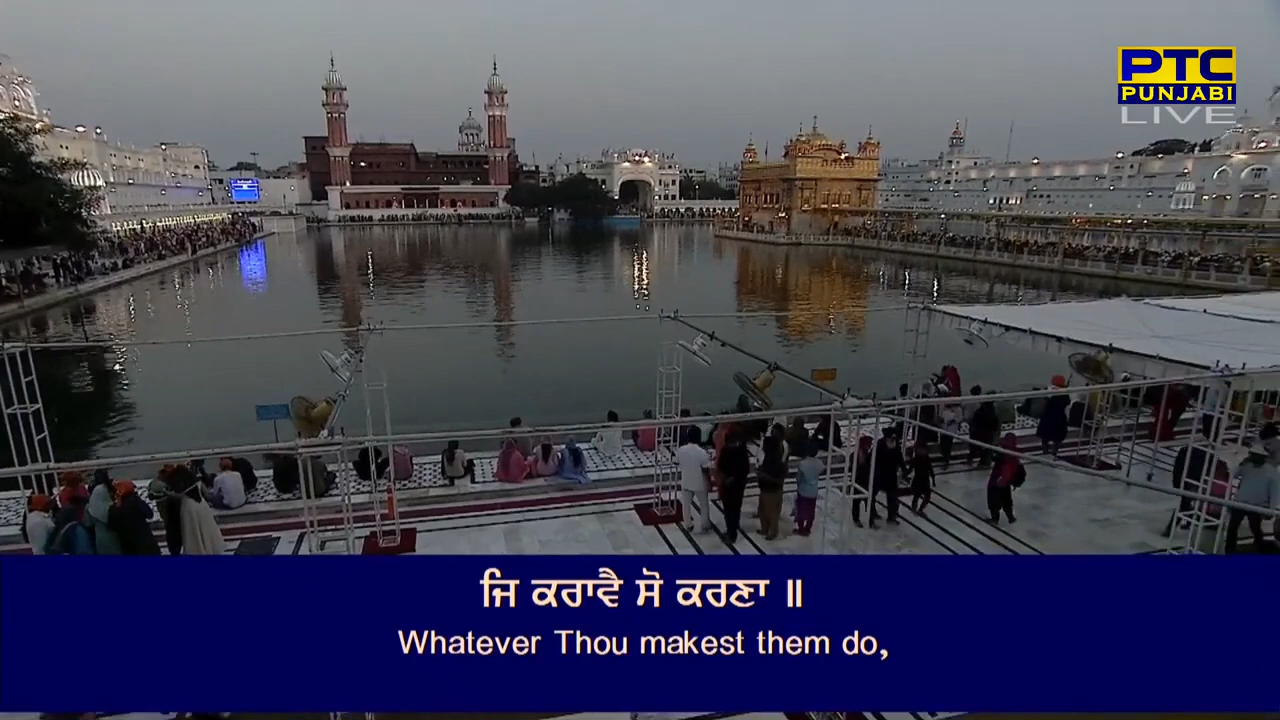 PTC
PUNJABI
LIVE
ਜਿ ਕਰਾਵੈ ਸੋ ਕਰਣਾ ॥
Whatever Thou makest them do,